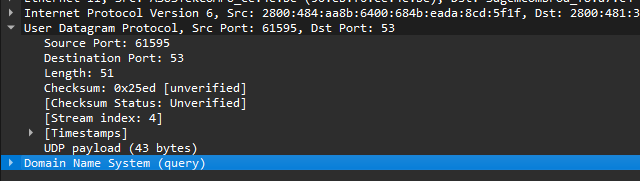 Internet Protocol Version 6, Src: 2800:484:aa8b:6400:684b:eada:8cd:5f1f, Dst: 2800:481:3
User Datagram Protocol, Src Port: 61595, Dst Port: 53
Source Port: 61595
Destination Port: 53
Length: 51
Checksum: 0x25ed [unverified]
[Checksum Status: Unverified]
[Stream index: 4]
[Timestamps]
UDP payload (43 bytes)
Domain Name System (query)